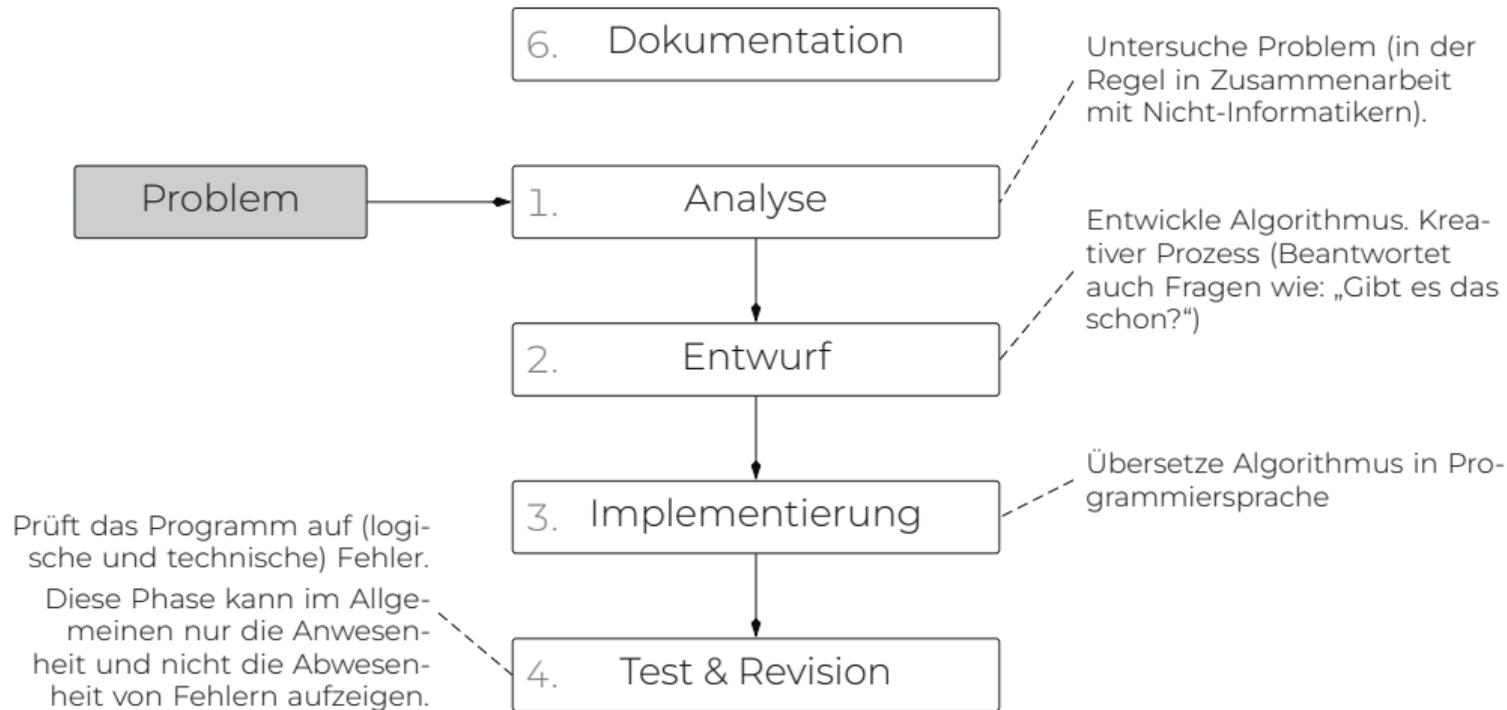 6. Dokumentation
Untersuche Problem (in der
Regel in Zusammenarbeit
mit Nicht-Informatikern).
Problem
1. Analyse
Entwickle Algorithmus. Krea-
tiver Prozess (Beantwortet
auch Fragen wie: „Gibt es das
schon?“)
2. Entwurf
Übersetze Algorithmus in Pro-
grammiersprache
3. Implementierung
Prüft das Programm auf (logi-
sche und technische) Fehler.
Diese Phase kann im Allge-
meinen nur die Anwesen-
heit und nicht die Abwesen-
heit von Fehlern aufzeigen.
4. Test & Revision